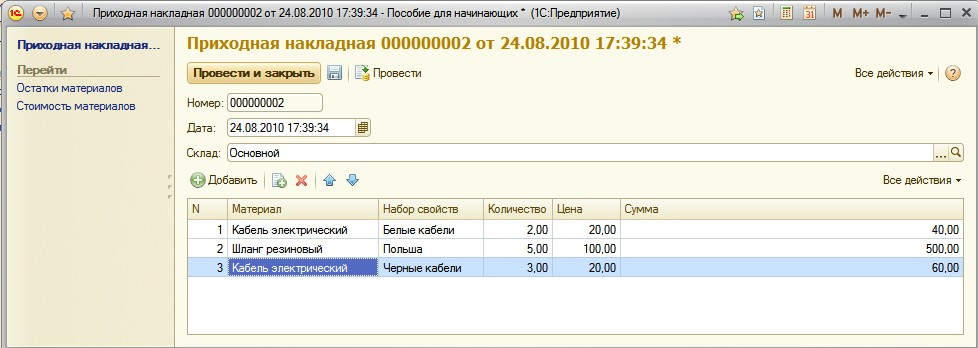 Приходная накладная 000000002 от 24.08.2010 17:39:34 - Пособие для начинающих * (1С:Предприятие)
M M+ M-
Приходная накладная...
Перейти
Остатки материалов
Стоимость материалов
Приходная накладная 000000002 от 24.08.2010 17:39:34 *
Провести и закрыть Провести Все действия
Номер: 000000002
Дата: 24.08.2010 17:39:34
Склад: Основной ...
Добавить Все действия
N Материал Набор свойств Количество Цена Сумма
1 Кабель электрический Белые кабели 2,00 20,00 40,00
2 Шланг резиновый Польша 5,00 100,00 500,00
3 Кабель электрический Черные кабели 3,00 20,00 60,00